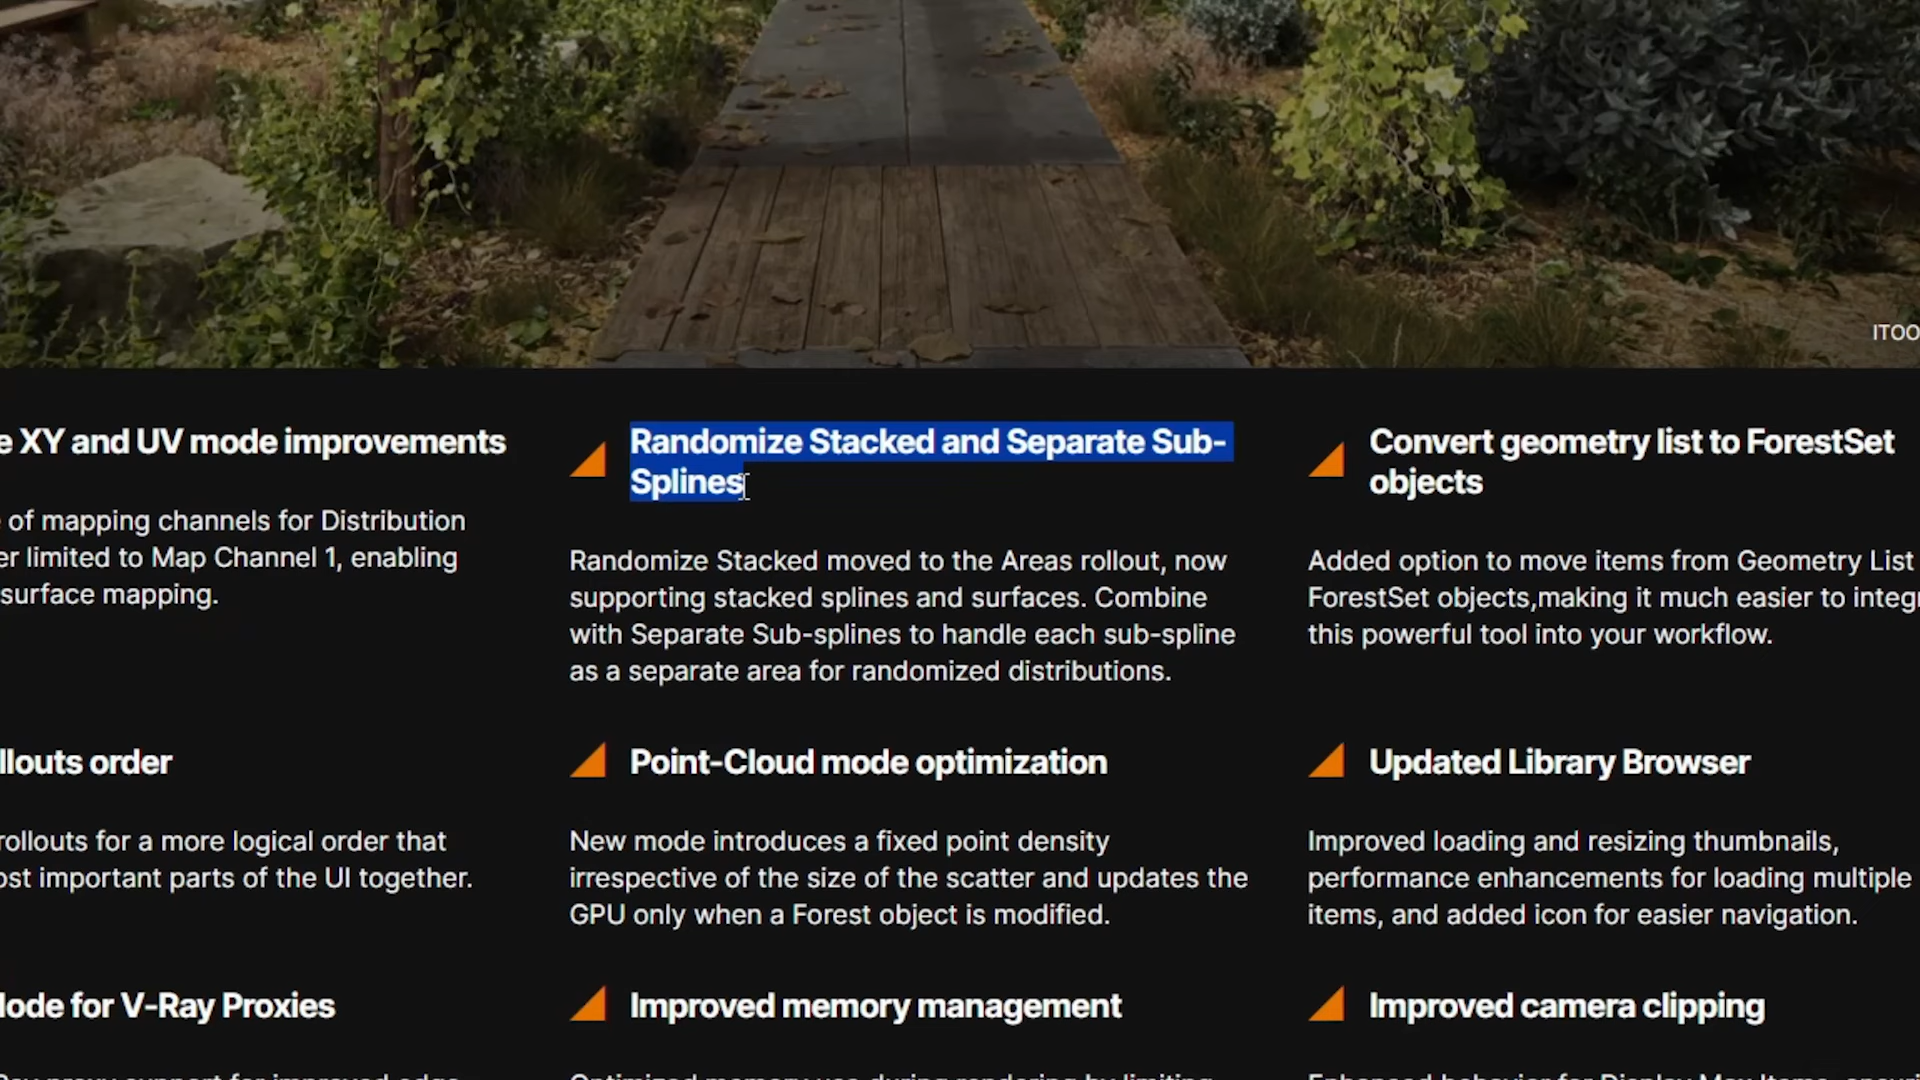 ITOO
e XY and UV mode improvements
of mapping channels for Distribution
er limited to Map Channel 1, enabling
surface mapping.
Randomize Stacked and Separate Sub-
Splines
Randomize Stacked moved to the Areas rollout, now
supporting stacked splines and surfaces. Combine
with Separate Sub-splines to handle each sub-spline
as a separate area for randomized distributions.
Convert geometry list to ForestSet
objects
Added option to move items from Geometry List
ForestSet objects,making it much easier to integr
this powerful tool into your workflow.
llouts order
rollouts for a more logical order that
ost important parts of the UI together.
Point-Cloud mode optimization
New mode introduces a fixed point density
irrespective of the size of the scatter and updates the
GPU only when a Forest object is modified.
Updated Library Browser
Improved loading and resizing thumbnails,
performance enhancements for loading multiple
items, and added icon for easier navigation.
ode for V-Ray Proxies
Improved memory management
Improved camera clipping